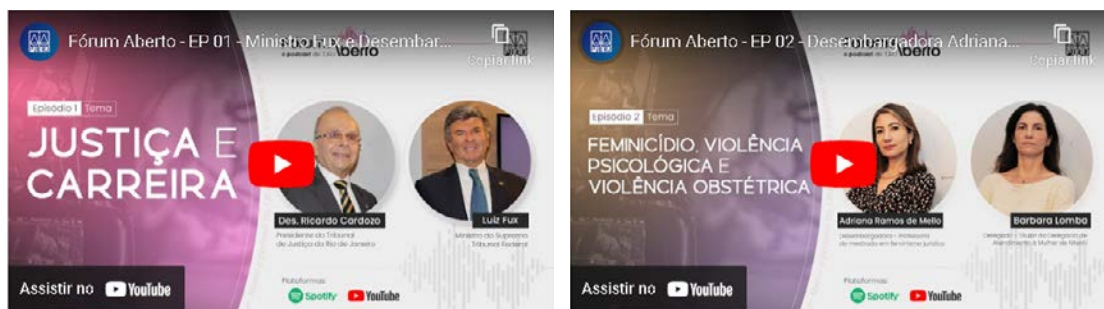 Fórum Aberto - EP 01 - Ministro Fux e Desembar...
Copiar link
Episódio 1 Tema
JUSTIÇA E
CARREIRA
Des. Ricardo Cardozo
Presidente do Tribunal
de Justiça do Rio de Janeiro
Luiz Fux
Ministro do Supremo
Tribunal Federal
Plataformas:
Spotify YouTube
Assistir no YouTube
Fórum Aberto - EP 02 - Desembargadora Adriana...
Copiar link
Episódio 2 Tema
FEMINICÍDIO, VIOLÊNCIA
PSICOLÓGICA E
VIOLÊNCIA OBSTÉTRICA
Adriana Ramos de Mello
Barbara Lomba
Plataformas:
Spotify YouTube
Assistir no YouTube